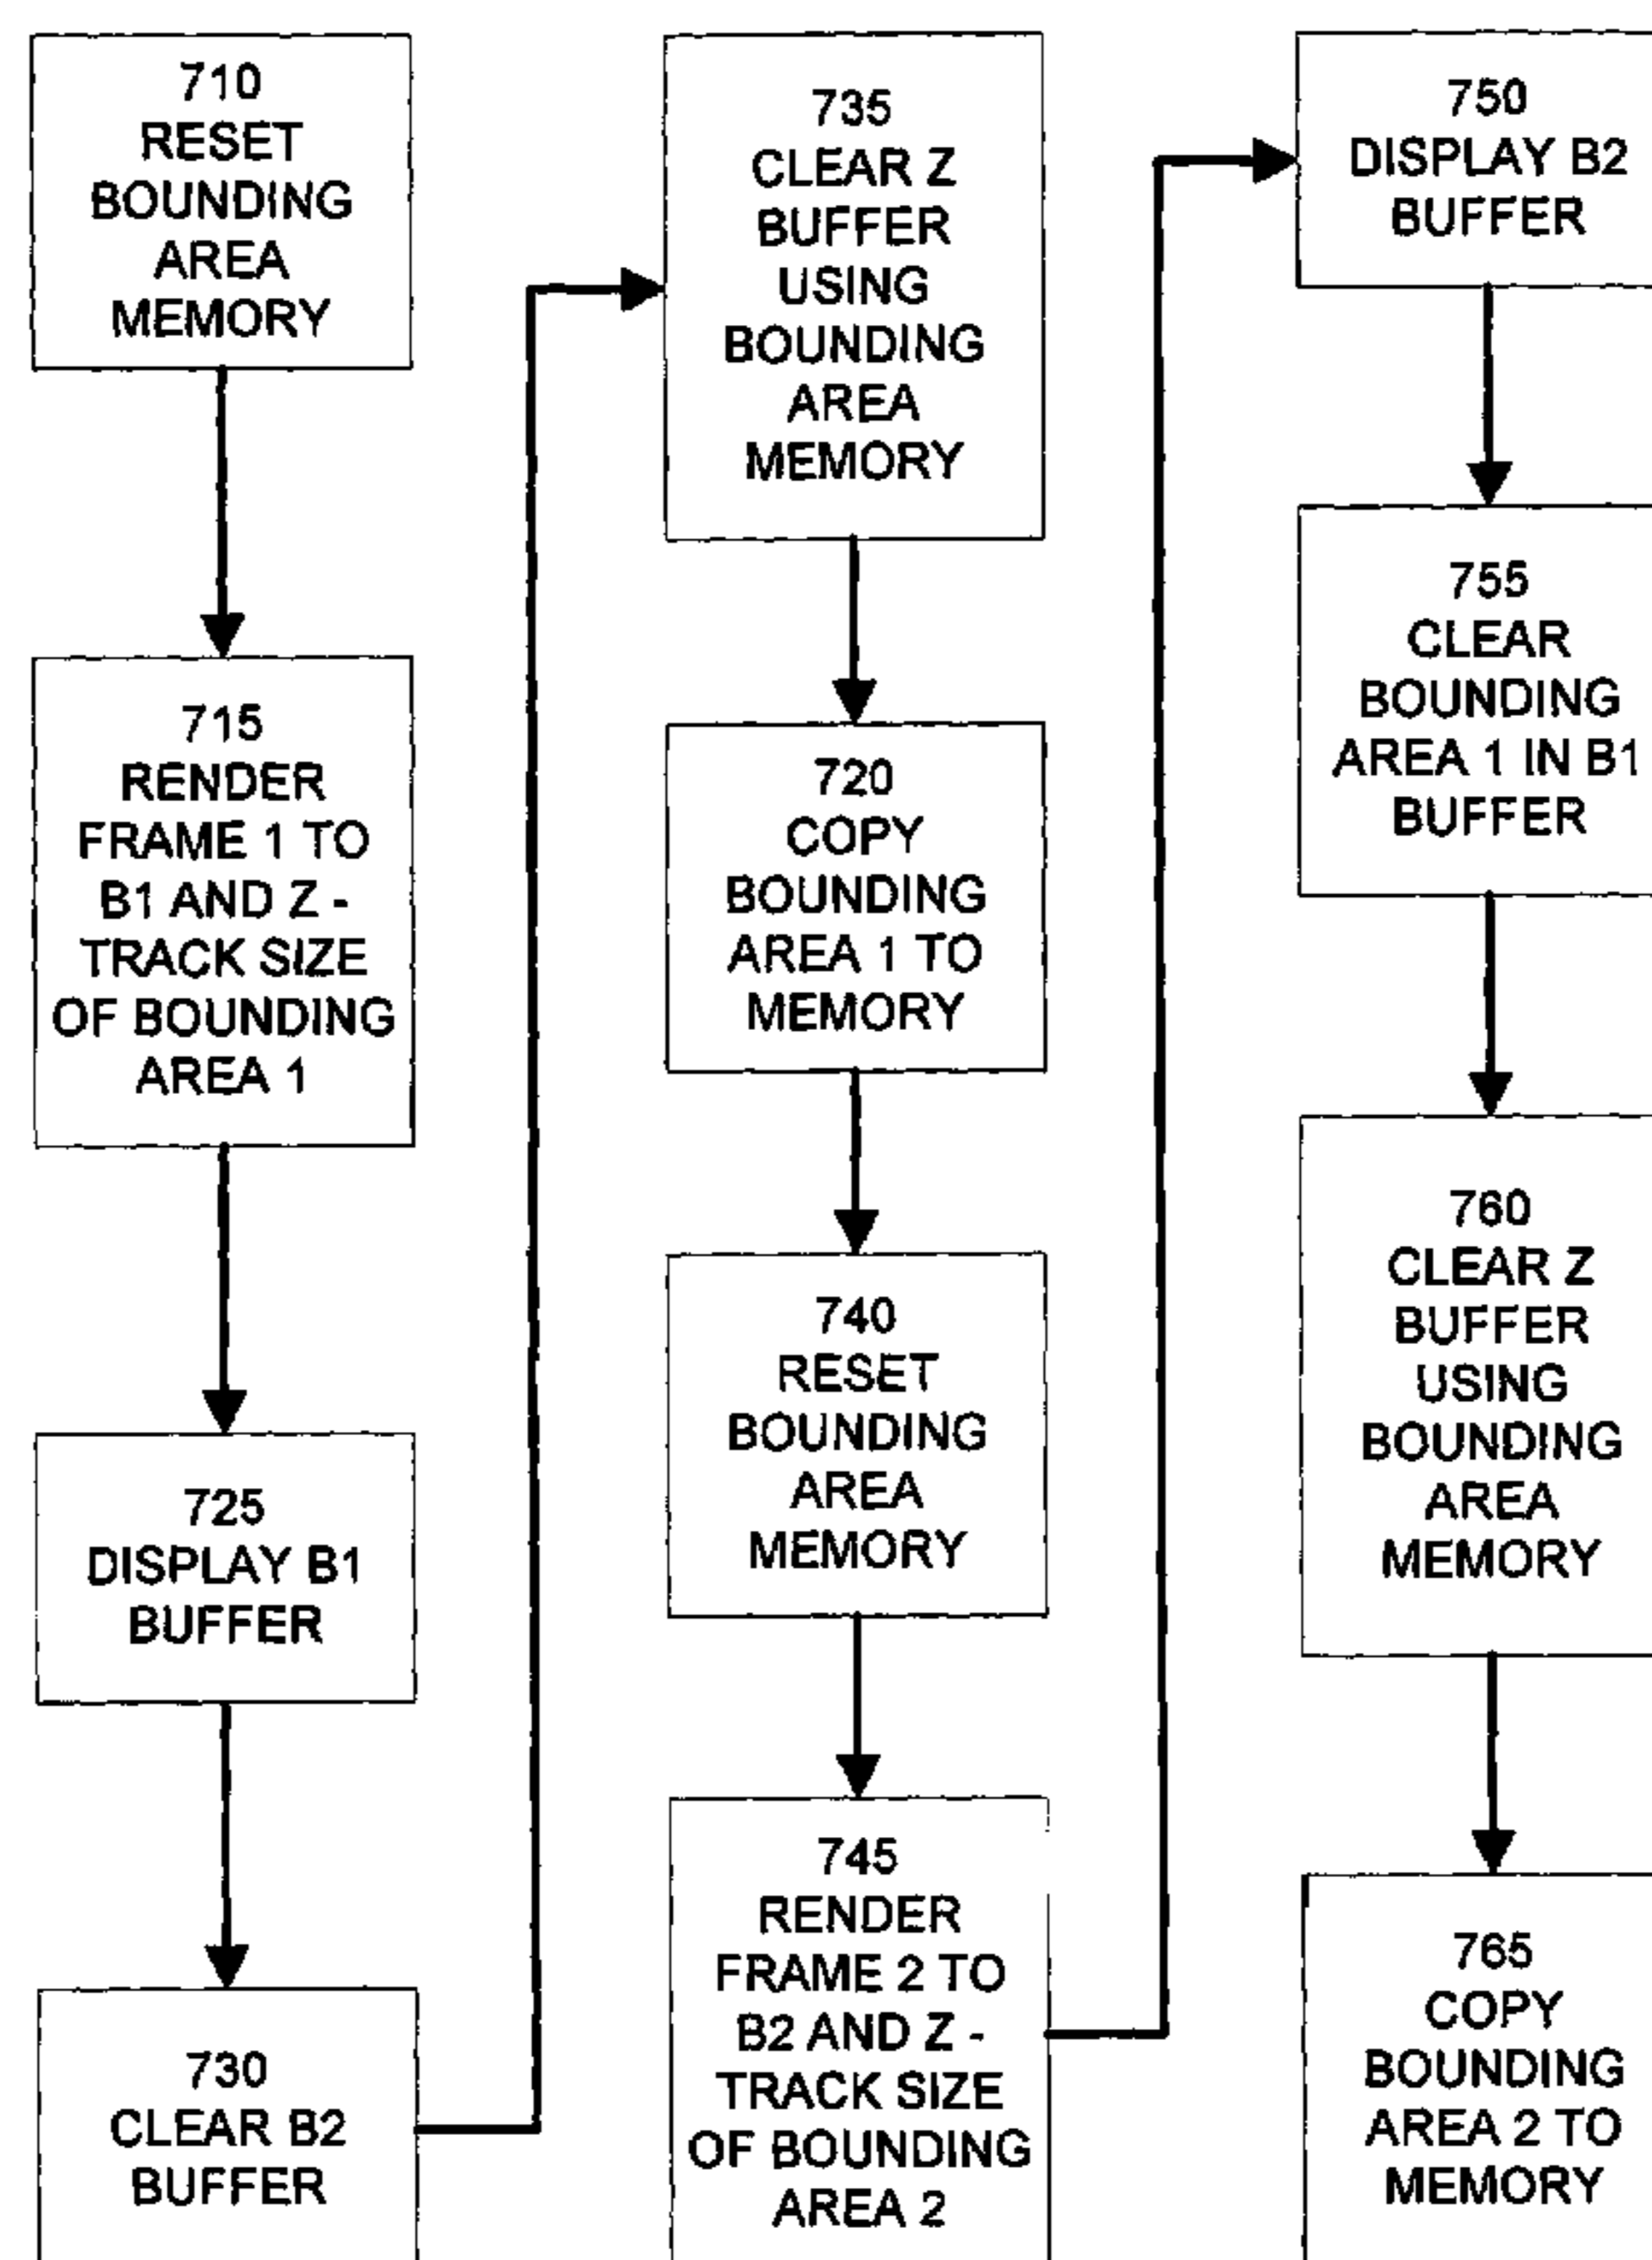 710
RESET
BOUNDING
AREA
MEMORY
715
RENDER
FRAME 1 TO
B1 AND Z -
TRACK SIZE
OF BOUNDING
AREA 1
725
DISPLAY B1
BUFFER
730
CLEAR B2
BUFFER
735
CLEAR Z
BUFFER
USING
BOUNDING
AREA
MEMORY
720
COPY
BOUNDING
AREA 1 TO
MEMORY
740
RESET
BOUNDING
AREA
MEMORY
745
RENDER
FRAME 2 TO
B2 AND Z -
TRACK SIZE
OF BOUNDING
AREA 2
750
DISPLAY B2
BUFFER
755
CLEAR
BOUNDING
AREA 1 IN B1
BUFFER
760
CLEAR Z
BUFFER
USING
BOUNDING
AREA
MEMORY
765
COPY
BOUNDING
AREA 2 TO
MEMORY